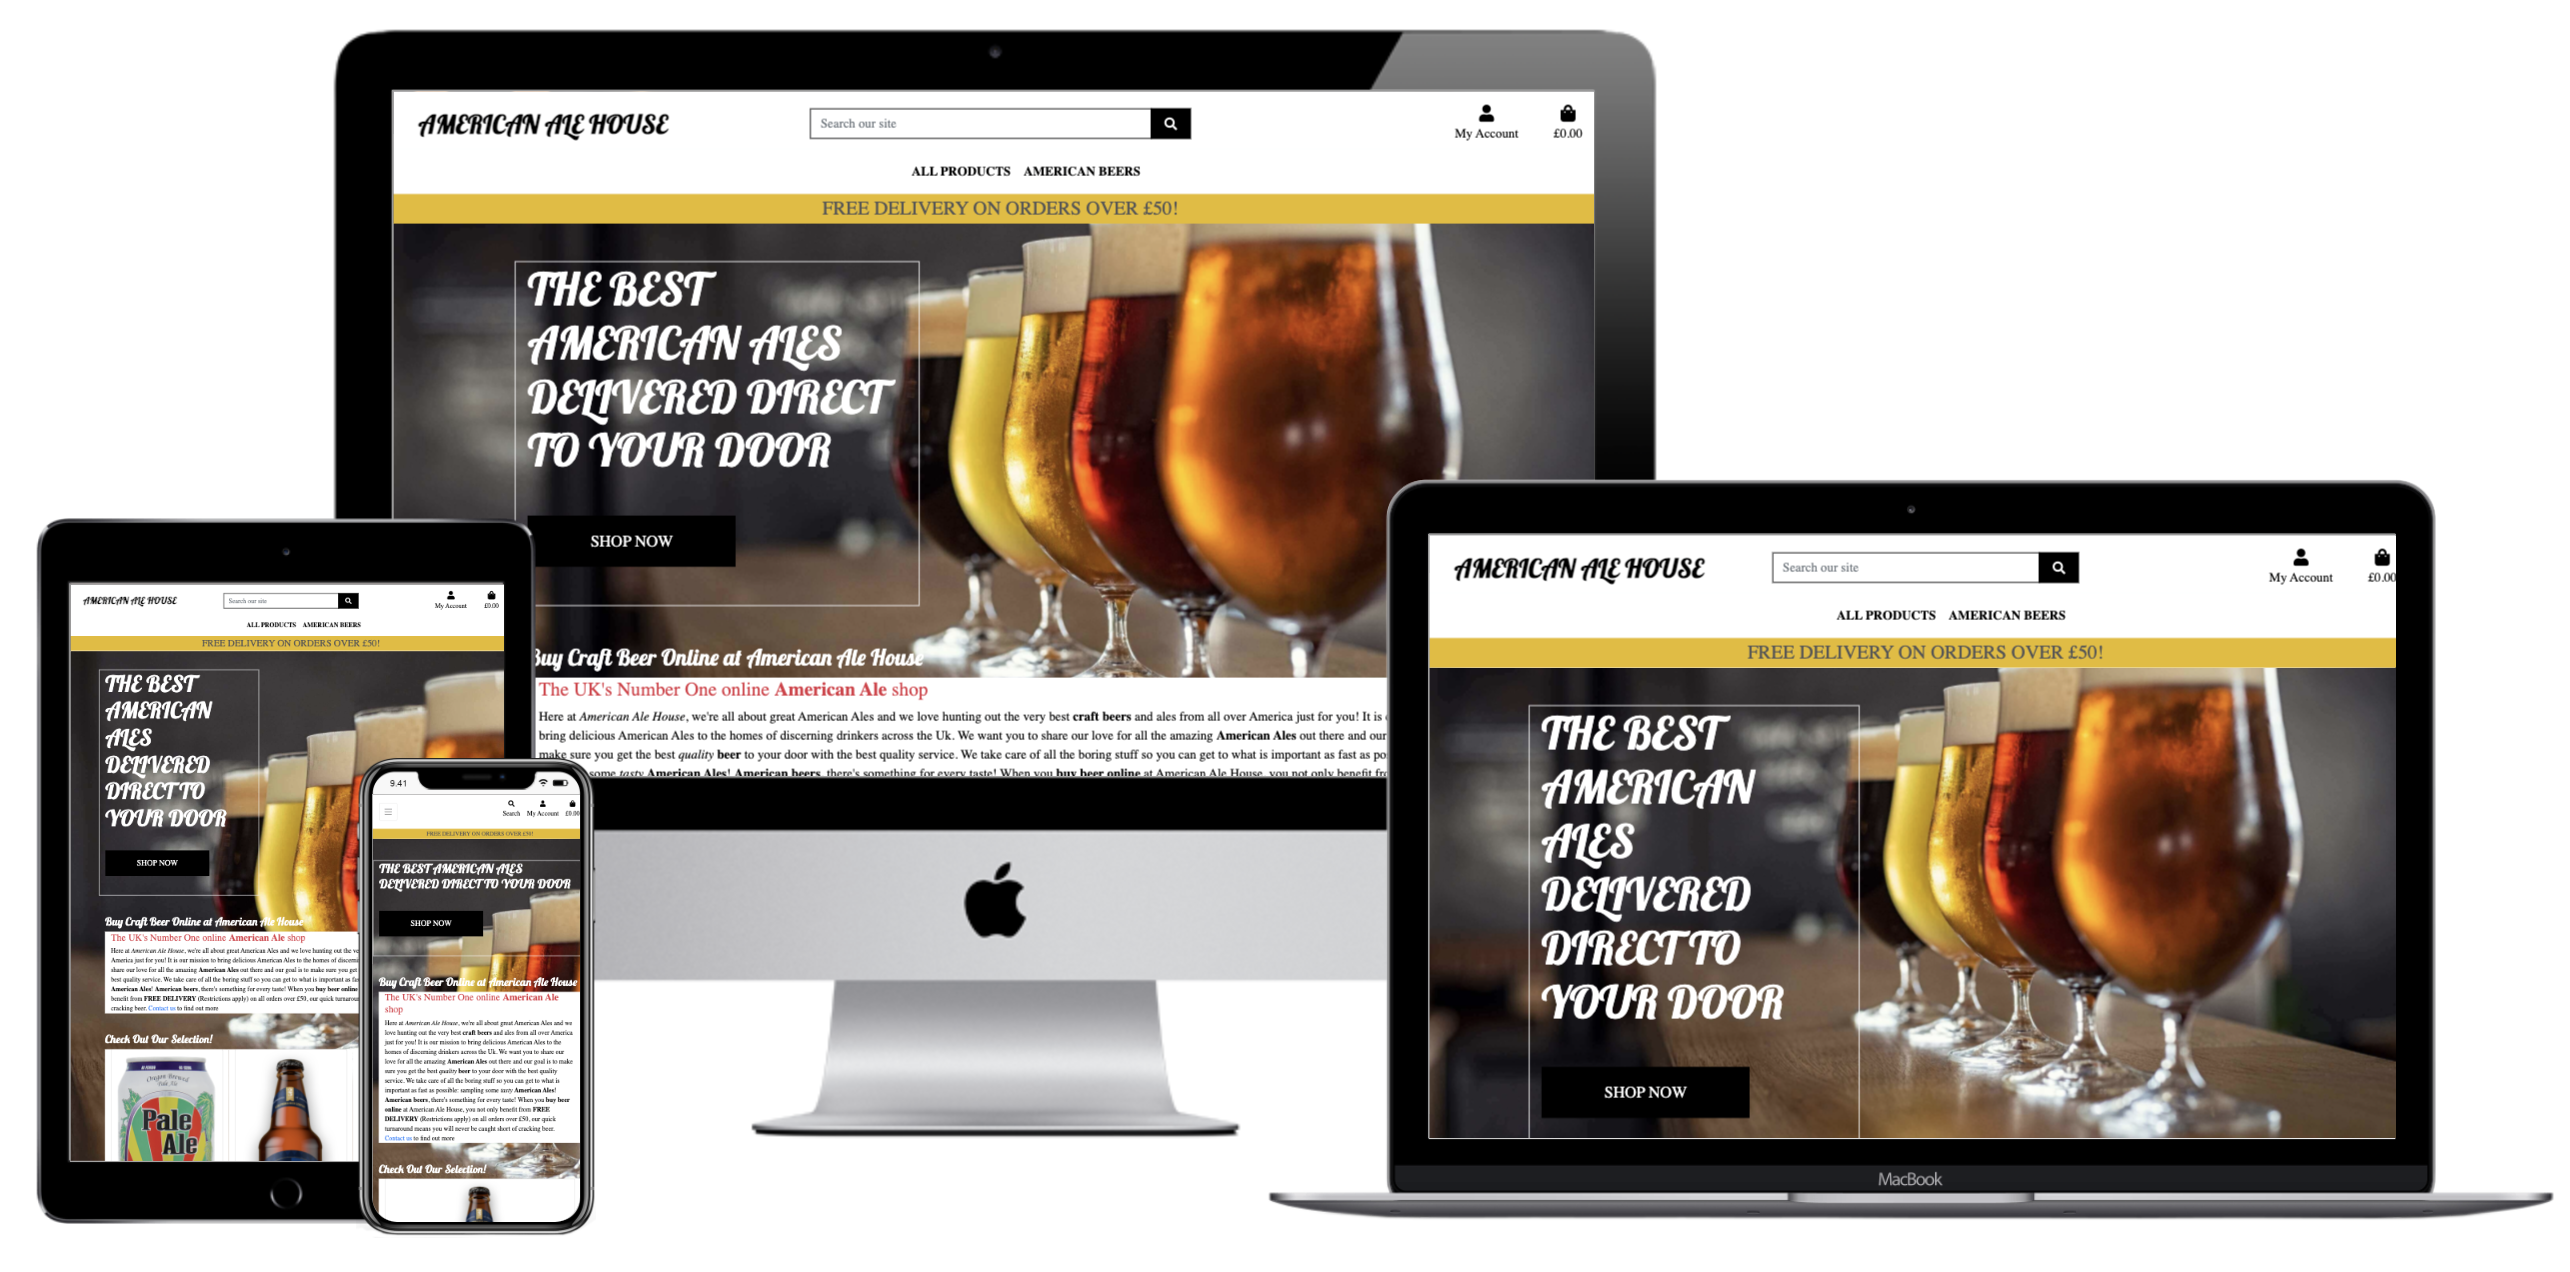 AMERICAN ALE HOUSE
Search our site
My Account
£0.00
ALL PRODUCTS AMERICAN BEERS
FREE DELIVERY ON ORDERS OVER £50!
THE BEST
AMERICAN ALES
DELIVERED DIRECT
TO YOUR DOOR
SHOP NOW
Buy Craft Beer Online at American Ale House
The UK's Number One online American Ale shop
Here at American Ale House, we're all about great American Ales and we love hunting out the very best craft beers and ales from all over America just for you! It is
bring delicious American Ales to the homes of discerning drinkers across the Uk. We want you to share our love for all the amazing American Ales out there and our
make sure you get the best quality beer to your door with the best quality service. We take care of all the boring stuff so you can get to what is important as fast as po
some tasty American Ales! American beers, there's something for every taste! When you buy beer online at American Ale House, you not only benefit fro
AMERICAN ALE HOUSE
Search our site
My Account
£0.00
ALL PRODUCTS AMERICAN BEERS
FREE DELIVERY ON ORDERS OVER £50!
THE BEST
AMERICAN
ALES
DELIVERED
DIRECT TO
YOUR DOOR
SHOP NOW
Buy Craft Beer Online at American Ale House
The UK's Number One online American Ale shop
Here at American Ale House, we're all about great American Ales and we love hunting out the ve
America just for you! It is our mission to bring delicious American Ales to the homes of discerni
share our love for all the amazing American Ales out there and our goal is to make sure you get
best quality service. We take care of all the boring stuff so you can get to what is important as fas
American Ales! American beers, there's something for every taste! When you buy beer online
benefit from FREE DELIVERY (Restrictions apply) on all orders over £50, our quick turnarou
cracking beer. Contact us to find out more
Check Out Our Selection!
Oregon Brewed
Pale Ale
Pale
Ale
9:41
Search
My Account
£0.00
FREE DELIVERY ON ORDERS OVER £50!
THE BEST AMERICAN ALES
DELIVERED DIRECT TO YOUR DOOR
SHOP NOW
Buy Craft Beer Online at American Ale House
The UK's Number One online American Ale
shop
Here at American Ale House, we're all about great American Ales and we
love hunting out the very best craft beers and ales from all over America
just for you! It is our mission to bring delicious American Ales to the
homes of discerning drinkers across the Uk. We want you to share our
love for all the amazing American Ales out there and our goal is to make
sure you get the best quality beer to your door with the best quality
service. We take care of all the boring stuff so you can get to what is
important as fast as possible: sampling some tasty American Ales!
American beers, there's something for every taste! When you buy beer
online at American Ale House, you not only benefit from FREE
DELIVERY (Restrictions apply) on all orders over £50, our quick
turnaround means you will never be caught short of cracking beer.
Contact us to find out more
Check Out Our Selection!
AMERICAN ALE HOUSE
Search our site
My Account
£0.00
ALL PRODUCTS AMERICAN BEERS
FREE DELIVERY ON ORDERS OVER £50!
THE BEST
AMERICAN
ALES
DELIVERED
DIRECT TO
YOUR DOOR
SHOP NOW
MacBook